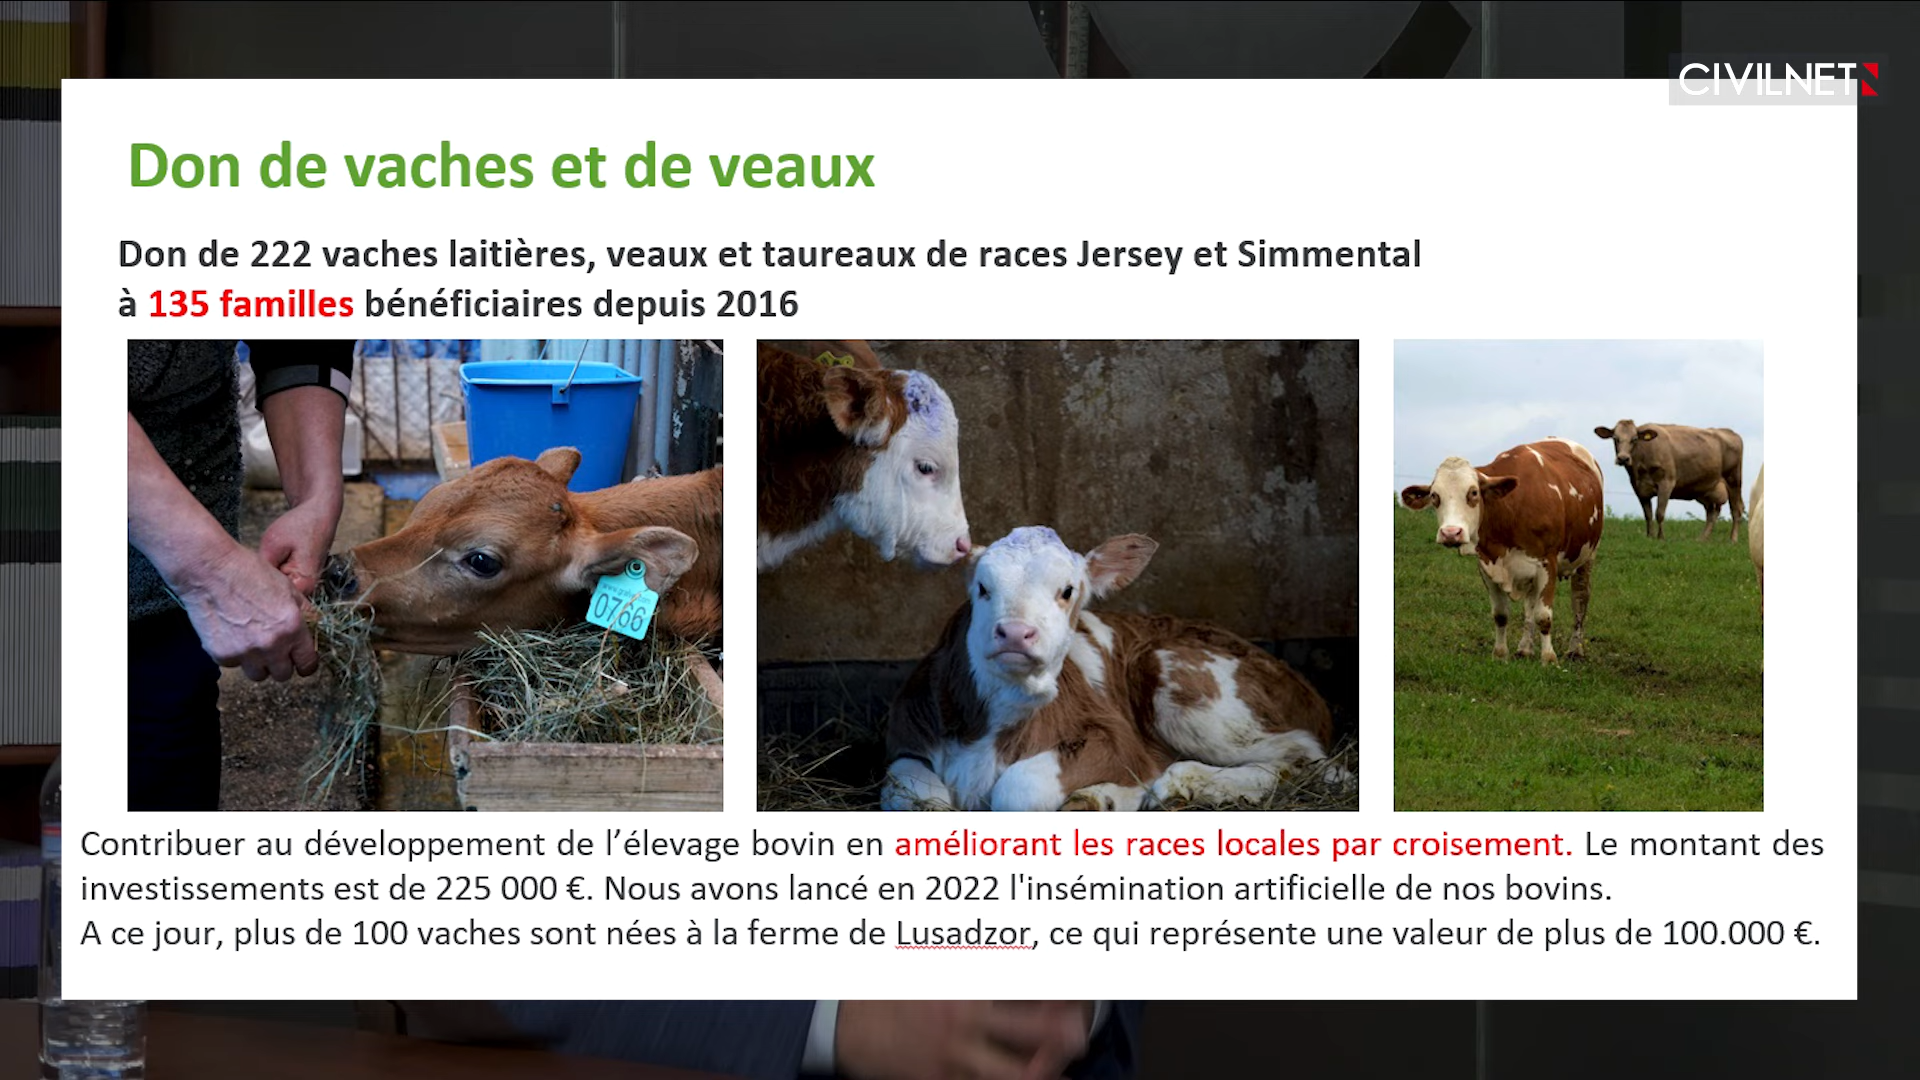 CIVILNET
Don de vaches et de veaux
Don de 222 vaches laitières, veaux et taureaux de races Jersey et Simmental
à 135 familles bénéficiaires depuis 2016
0766
Contribuer au développement de l’élevage bovin en améliorant les races locales par croisement. Le montant des
investissements est de 225 000 €. Nous avons lancé en 2022 l'insémination artificielle de nos bovins.
A ce jour, plus de 100 vaches sont nées à la ferme de Lusadzor, ce qui représente une valeur de plus de 100.000 €.